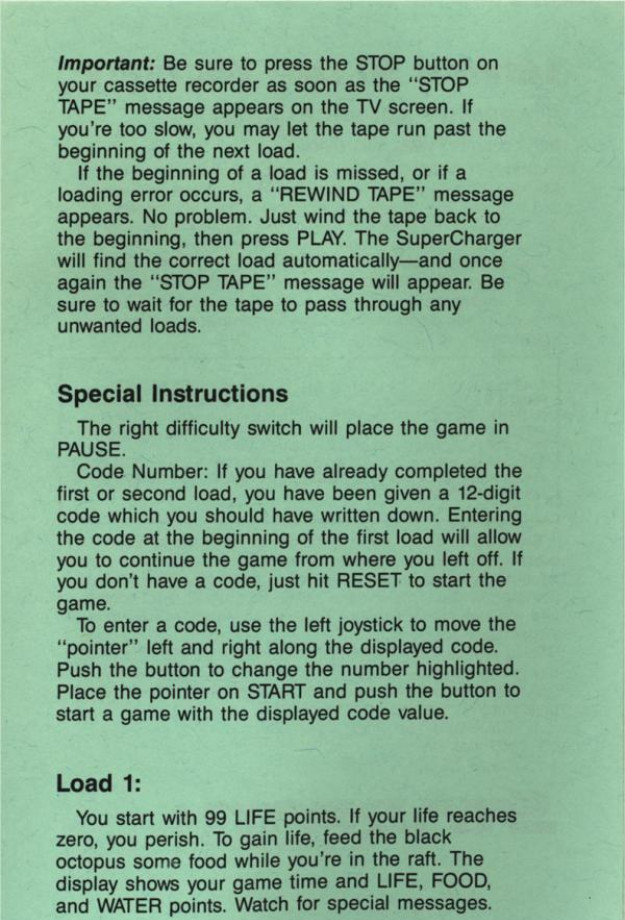 Important: Be sure to press the STOP button on
your cassette recorder as soon as the "STOP
TAPE" message appears on the TV screen. If
you're too slow, you may let the tape run past the
beginning of the next load.
If the beginning of a load is missed, or if a
loading error occurs, a "REWIND TAPE" message
appears. No problem. Just wind the tape back to
the beginning, then press PLAY. The SuperCharger
will find the correct load automatically—and once
again the "STOP TAPE" message will appear. Be
sure to wait for the tape to pass through any
unwanted loads.
Special Instructions
The right difficulty switch will place the game in
PAUSE.
Code Number: If you have already completed the
first or second load, you have been given a 12-digit
code which you should have written down. Entering
the code at the beginning of the first load will allow
you to continue the game from where you left off. If
you don't have a code, just hit RESET to start the
game.
To enter a code, use the left joystick to move the
"pointer" left and right along the displayed code.
Push the button to change the number highlighted.
Place the pointer on START and push the button to
start a game with the displayed code value.
Load 1:
You start with 99 LIFE points. If your life reaches
zero, you perish. To gain life, feed the black
octopus some food while you're in the raft. The
display shows your game time and LIFE, FOOD,
and WATER points. Watch for special messages.